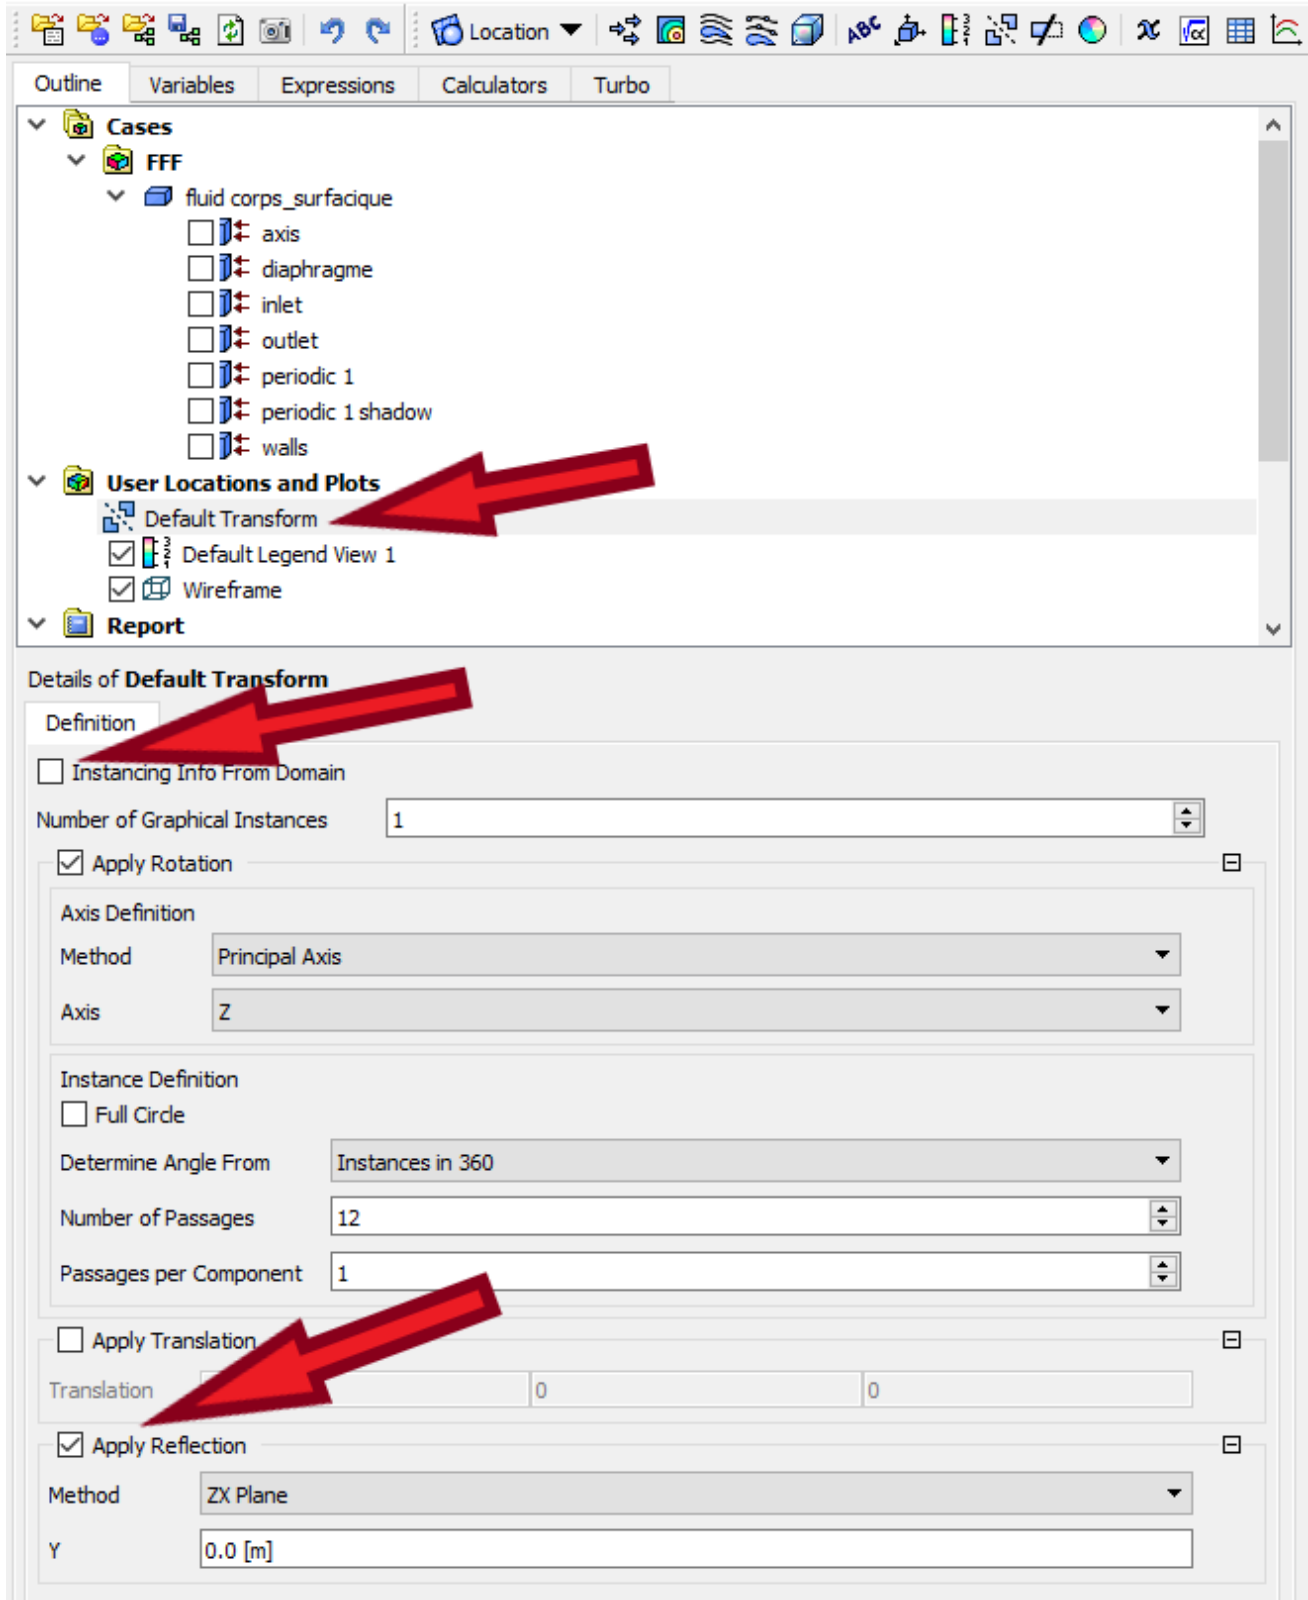 Location
ABC
Outline Variables Expressions Calculators Turbo
Cases
FFF
fluid corps_surfacique
axis
diaphragme
inlet
outlet
periodic 1
periodic 1 shadow
walls
User Locations and Plots
Default Transform
Default Legend View 1
Wireframe
Report
Details of Default Transform
Definition
Instancing Info From Domain
Number of Graphical Instances 1
Apply Rotation
Axis Definition
Method Principal Axis
Axis Z
Instance Definition
Full Circle
Determine Angle From Instances in 360
Number of Passages 12
Passages per Component 1
Apply Translation
Translation 0 0
Apply Reflection
Method ZX Plane
Y 0.0 [m]